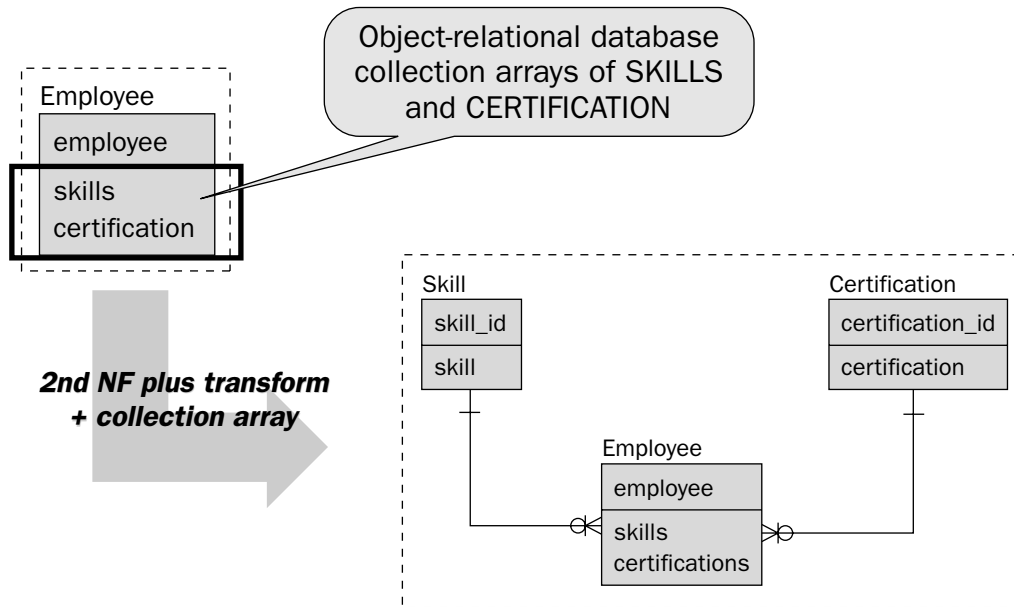 Object-relational database
collection arrays of SKILLS
and CERTIFICATION
Employee
employee
skills
certification
2nd NF plus transform
+ collection array
Skill
skill_id
skill
Certification
certification_id
certification
Employee
employee
skills
certifications